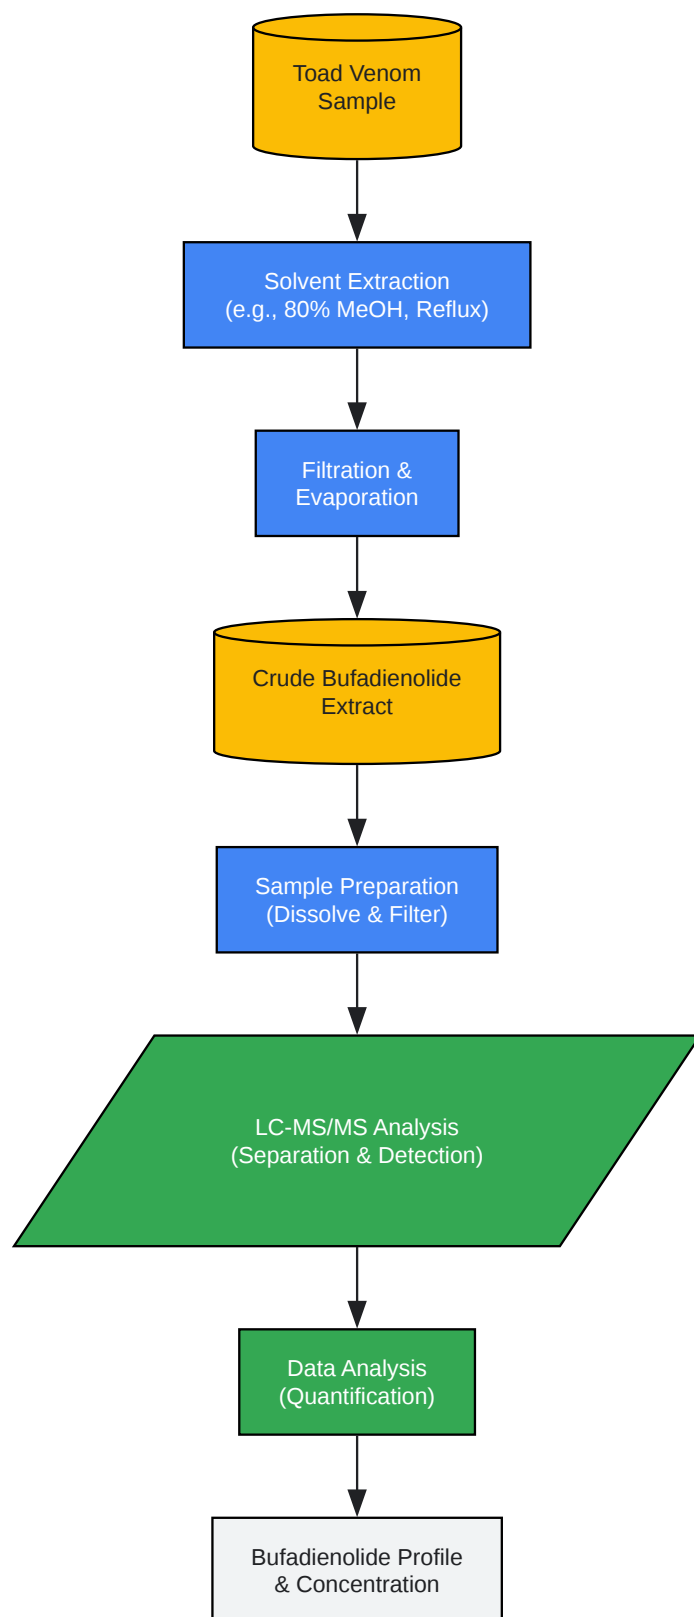 Toad Venom
Sample
Solvent Extraction
(e.g., 80% MeOH, Reflux)
Filtration &
Evaporation
Crude Bufadienolide
Extract
Sample Preparation
(Dissolve & Filter)
LC-MS/MS Analysis
(Separation & Detection)
Data Analysis
(Quantification)
Bufadienolide Profile
& Concentration